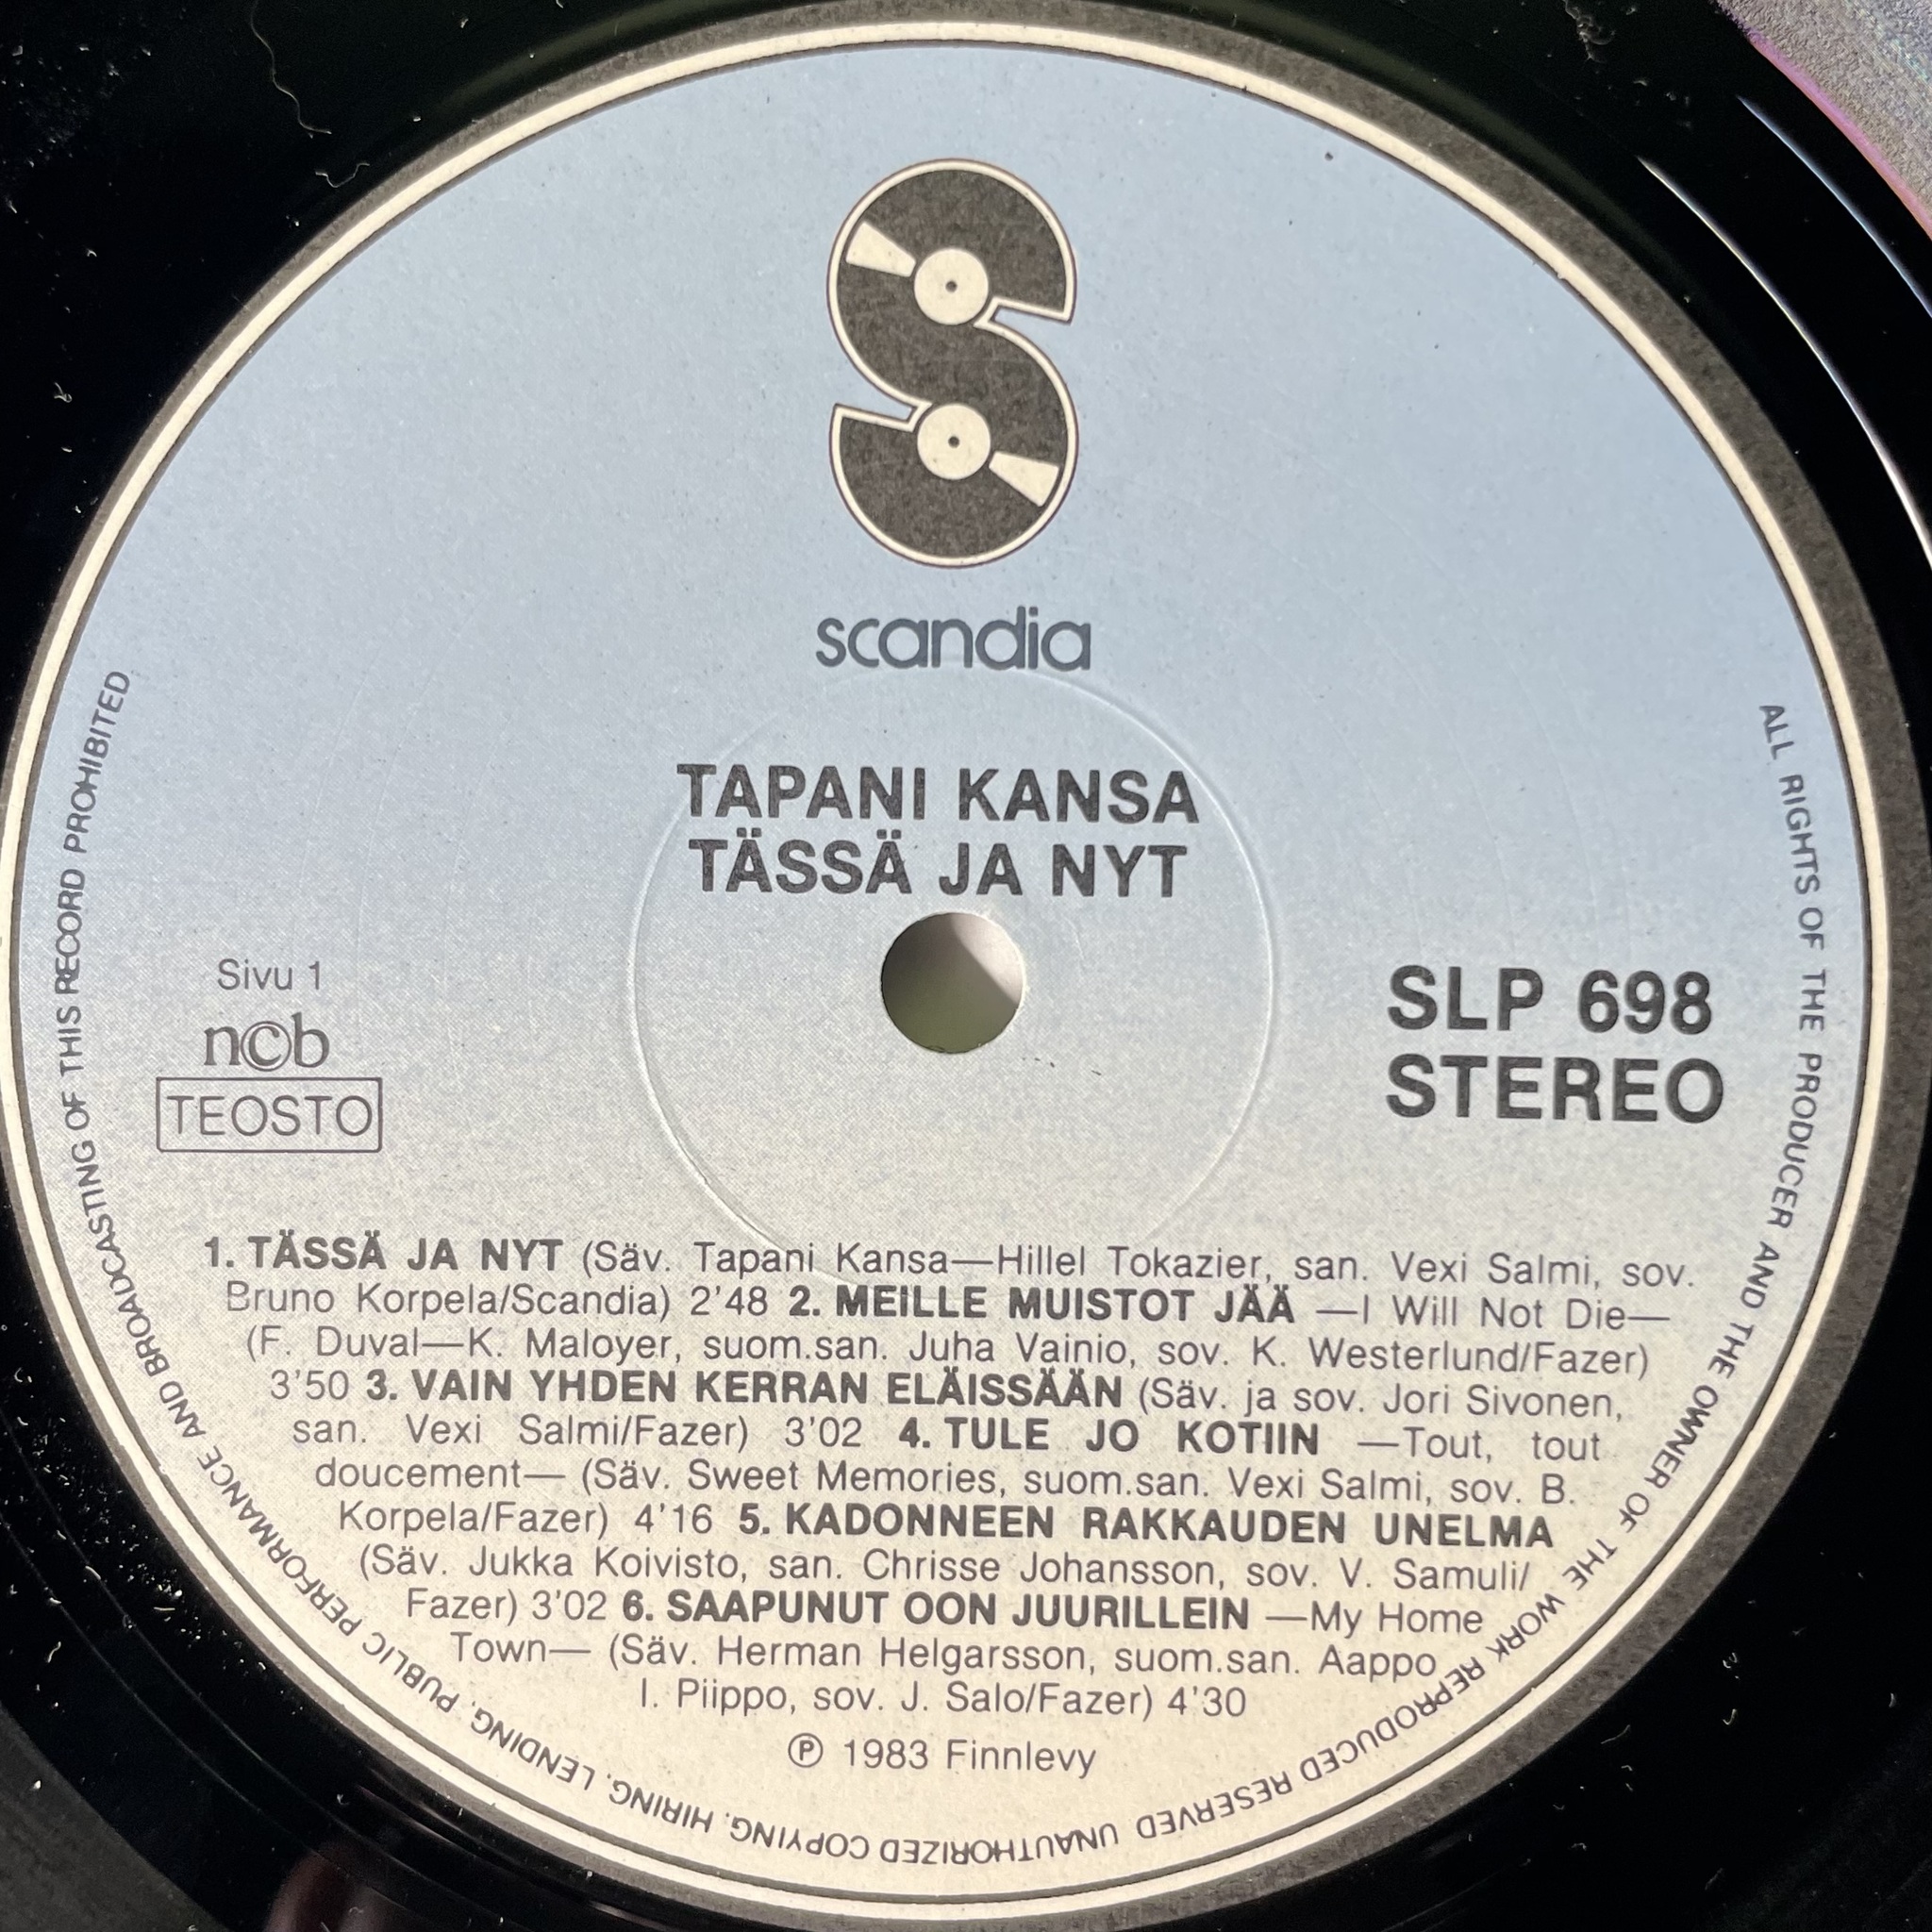 scandia
TAPANI KANSA
TÄSSÄ JA NYT
Sivu 1
ncb
TEOSTO
SLP 698
STEREO
1. TÄSSÄ JA NYT (Säv. Tapani Kansa—Hillel Tokazier, san. Vexi Salmi, sov.
Bruno Korpela/Scandia) 2'48 2. MEILLE MUISTOT JÄÄ —I Will Not Die—
(F. Duval—K. Maloyer, suom.san. Juha Vainio, sov. K. Westerlund/Fazer)
3'50 3. VAIN YHDEN KERRAN ELÄISSÄÄN (Säv. ja sov. Jori Sivonen,
san. Vexi Salmi/Fazer) 3'02 4. TULE JO KOTIIN —Tout, tout
doucement— (Säv. Sweet Memories, suom.san. Vexi Salmi, sov. B.
Korpela/Fazer) 4'16 5. KADONNEEN RAKKAUDEN UNELMA
(Säv. Jukka Koivisto, san. Chrisse Johansson, sov. V. Samuli/
Fazer) 3'02 6. SAAPUNUT OON JUURILLEIN —My Home
Town— (Säv. Herman Helgarsson, suom.san. Aappo
I. Piippo, sov. J. Salo/Fazer) 4'30
Ⓟ 1983 Finnlevy
ALL RIGHTS OF THE PRODUCER AND THE OWNER OF THE WORK REPRODUCED RESERVED UNAUTHORIZED COPYING. HIRING. LENDING. PUBLIC PERFORMANCE AND BROADCASTING OF THIS RECORD PROHIBITED